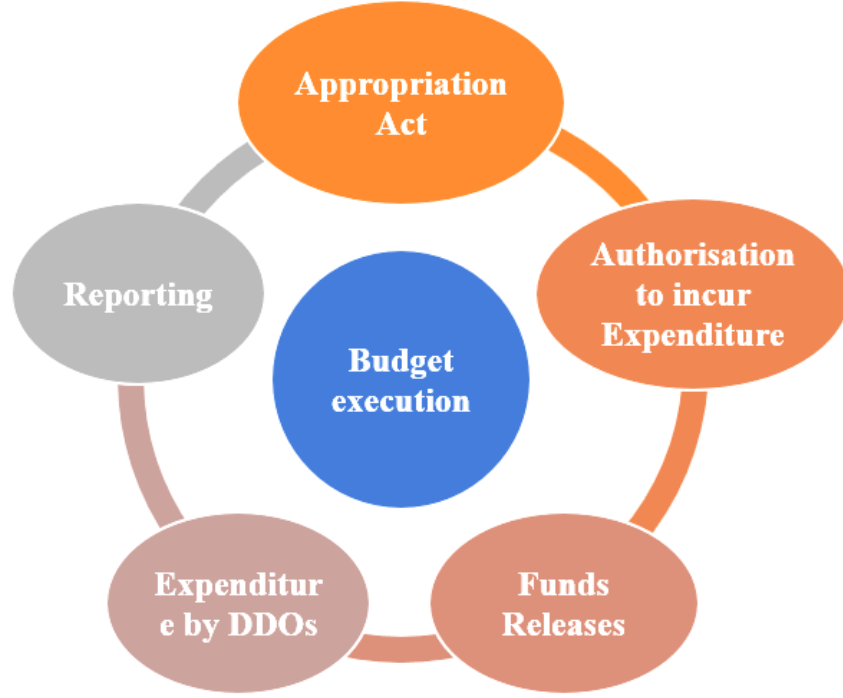 Appropriation
Act
Authorisation
to incur
Expenditure
Funds
Releases
Expenditur
e by DDOs
Reporting
Budget
execution